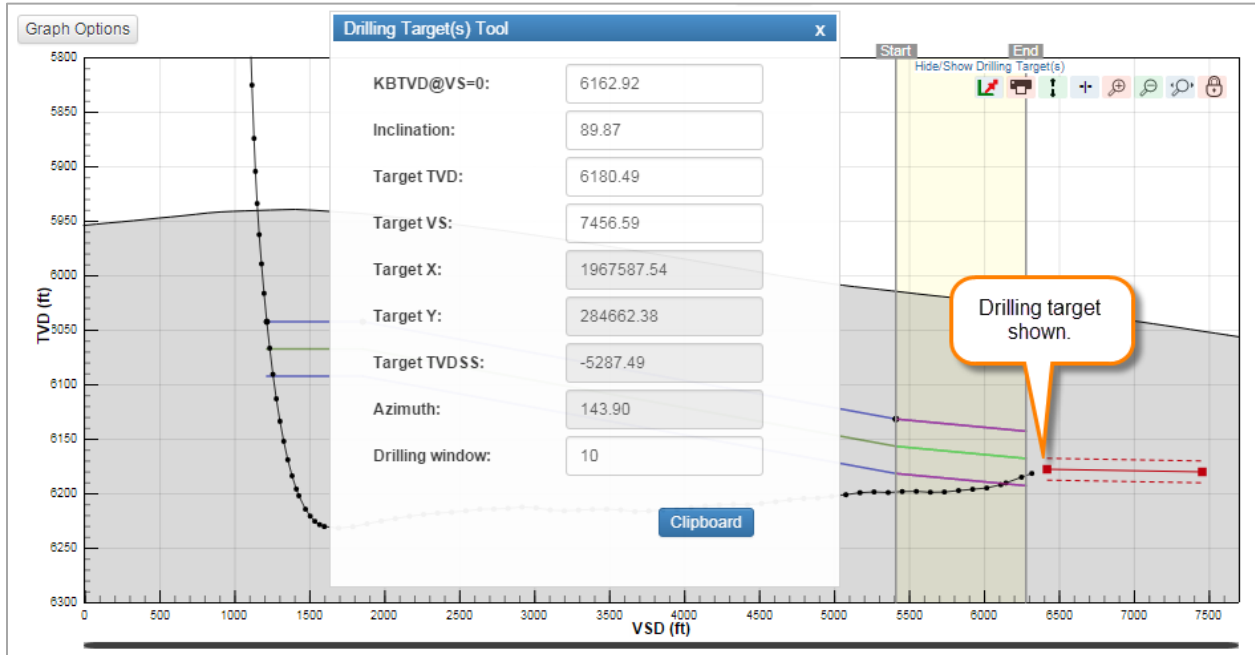 Graph Options
Drilling Target(s) Tool
x
KBTVD@VS=0:
6162.92
Inclination:
89.87
Target TVD:
6180.49
Target VS:
7456.59
Target X:
1967587.54
Target Y:
284662.38
Target TVDSS:
-5287.49
Azimuth:
143.90
Drilling window:
10
Clipboard
Start
End
Hide/Show Drilling Target(s)
Drilling target
shown.
TVD (ft)
5800
5850
5900
5950
6000
6050
6100
6150
6200
6250
6300
0
500
1000
1500
2000
2500
3000
3500
4000
4500
5000
5500
6000
6500
7000
7500
VSD (ft)